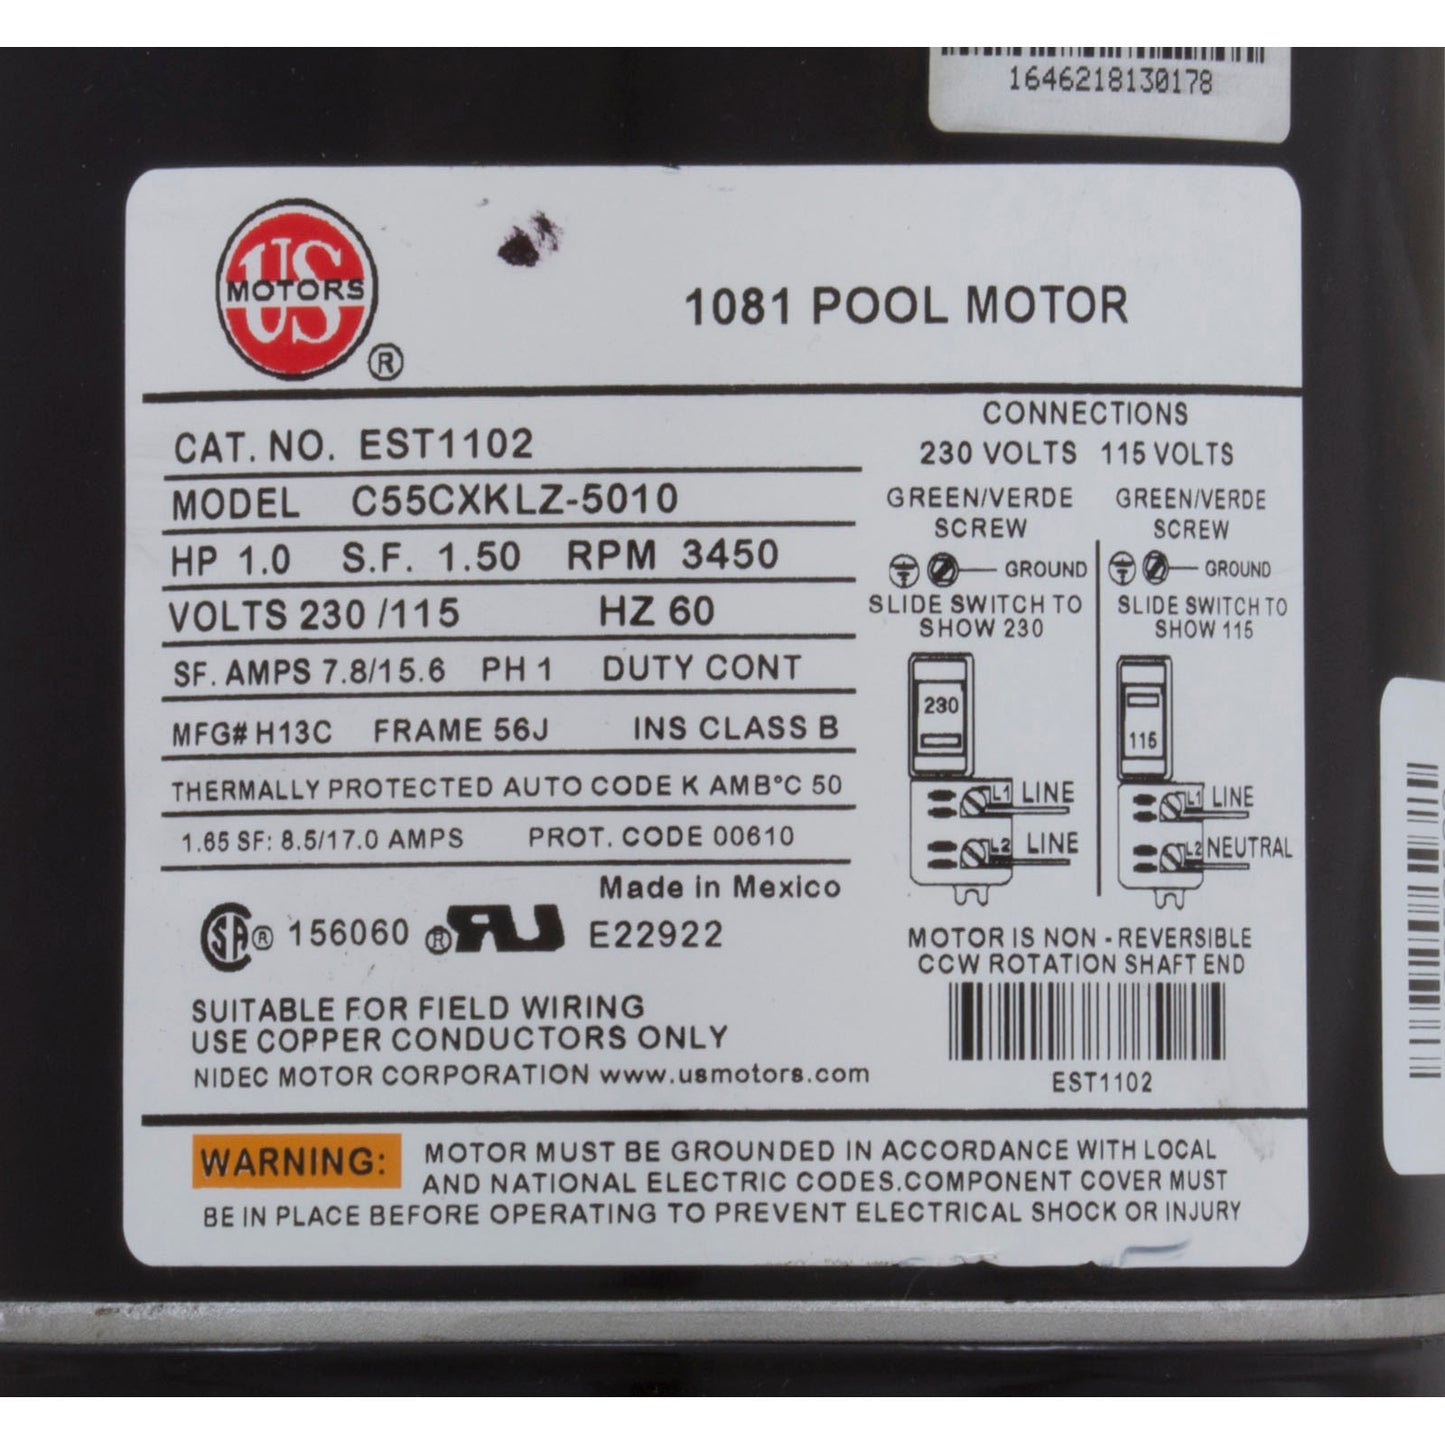 1646218130178
US
MOTORS
®
1081 POOL MOTOR
CAT. NO. EST1102
MODEL C55CXKLZ-5010
HP 1.0 S.F. 1.50 RPM 3450
VOLTS 230 /115 HZ 60
SF. AMPS 7.8/15.6 PH 1 DUTY CONT
MFG# H13C FRAME 56J INS CLASS B
THERMALLY PROTECTED AUTO CODE K AMB°C 50
1.65 SF: 8.5/17.0 AMPS PROT. CODE 00610
Made in Mexico
SA® 156060 ®RU E22922
SUITABLE FOR FIELD WIRING
USE COPPER CONDUCTORS ONLY
NIDEC MOTOR CORPORATION www.usmotors.com
CONNECTIONS
230 VOLTS 115 VOLTS
GREEN/VERDE
SCREW
GROUND
SLIDE SWITCH TO
SHOW 230
230
L1 LINE
L2 LINE
GREEN/VERDE
SCREW
GROUND
SLIDE SWITCH TO
SHOW 115
115
L1 LINE
L2 NEUTRAL
MOTOR IS NON - REVERSIBLE
CCW ROTATION SHAFT END
EST1102
WARNING: MOTOR MUST BE GROUNDED IN ACCORDANCE WITH LOCAL
AND NATIONAL ELECTRIC CODES.COMPONENT COVER MUST
BE IN PLACE BEFORE OPERATING TO PREVENT ELECTRICAL SHOCK OR INJURY